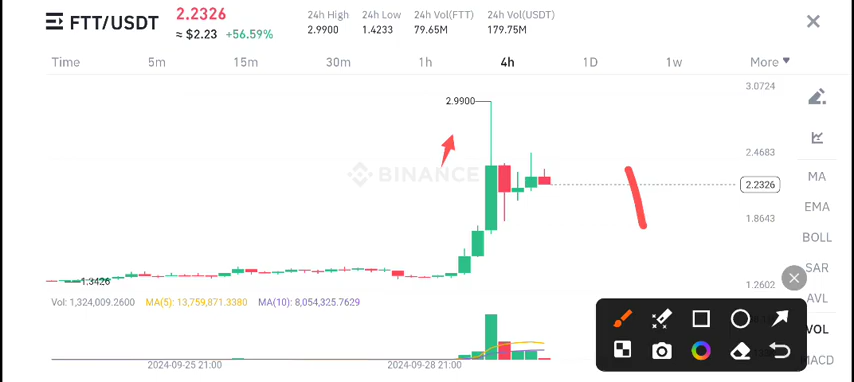 FTT/USDT
2.2326
≈ $2.23 +56.59%
24h High 24h Low 24h Vol(FTT) 24h Vol(USDT)
2.9900 1.4233 79.65M 179.75M
Time 5m 15m 30m 1h 4h 1D 1w More
3.0724
2.9900
2.4683
BINANCE
2.2326
1.8643
1.3426
1.2602
MA
EMA
BOLL
SAR
AVL
VOL
MACD
Vol: 1,324,009.2600 MA(5): 13,759,871.3380 MA(10): 8,054,325.7629
2024-09-25 21:00 2024-09-28 21:00